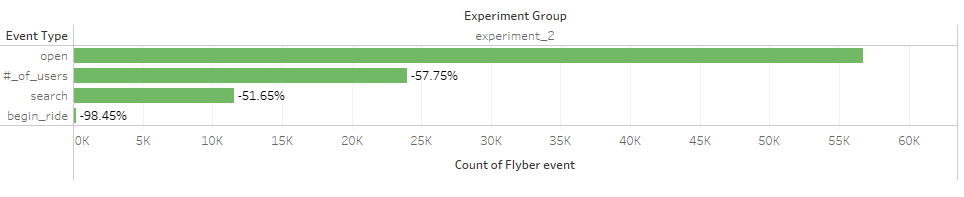 Experiment Group
Event Type experiment_2
open
#_of_users -57.75%
search -51.65%
begin_ride -98.45%
0K 5K 10K 15K 20K 25K 30K 35K 40K 45K 50K 55K 60K
Count of Flyber event